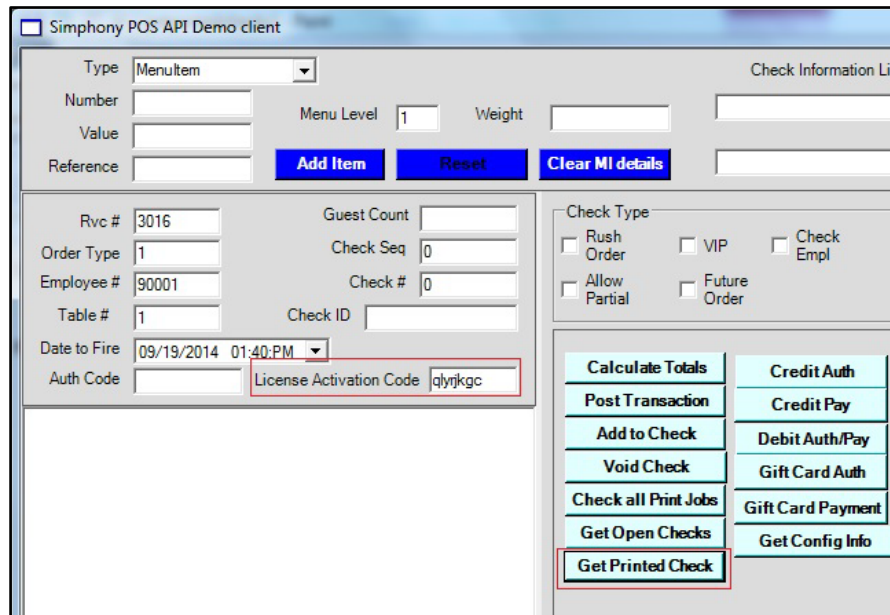 Simphony POS API Demo client
Type MenuItem
Check Information Li
Number
Menu Level 1 Weight
Value
Reference
Add Item Reset Clear MI details
Rvc # 3016 Guest Count
Order Type 1 Check Seq 0
Employee # 90001 Check # 0
Table # 1 Check ID
Date to Fire 09/19/2014 01:40:PM
Auth Code License Activation Code qlyrjkgc
Check Type
Rush Order VIP Check Empl
Allow Partial Future Order
Calculate Totals Credit Auth
Post Transaction Credit Pay
Add to Check Debit Auth/Pay
Void Check Gift Card Auth
Check all Print Jobs Gift Card Payment
Get Open Checks Get Config Info
Get Printed Check